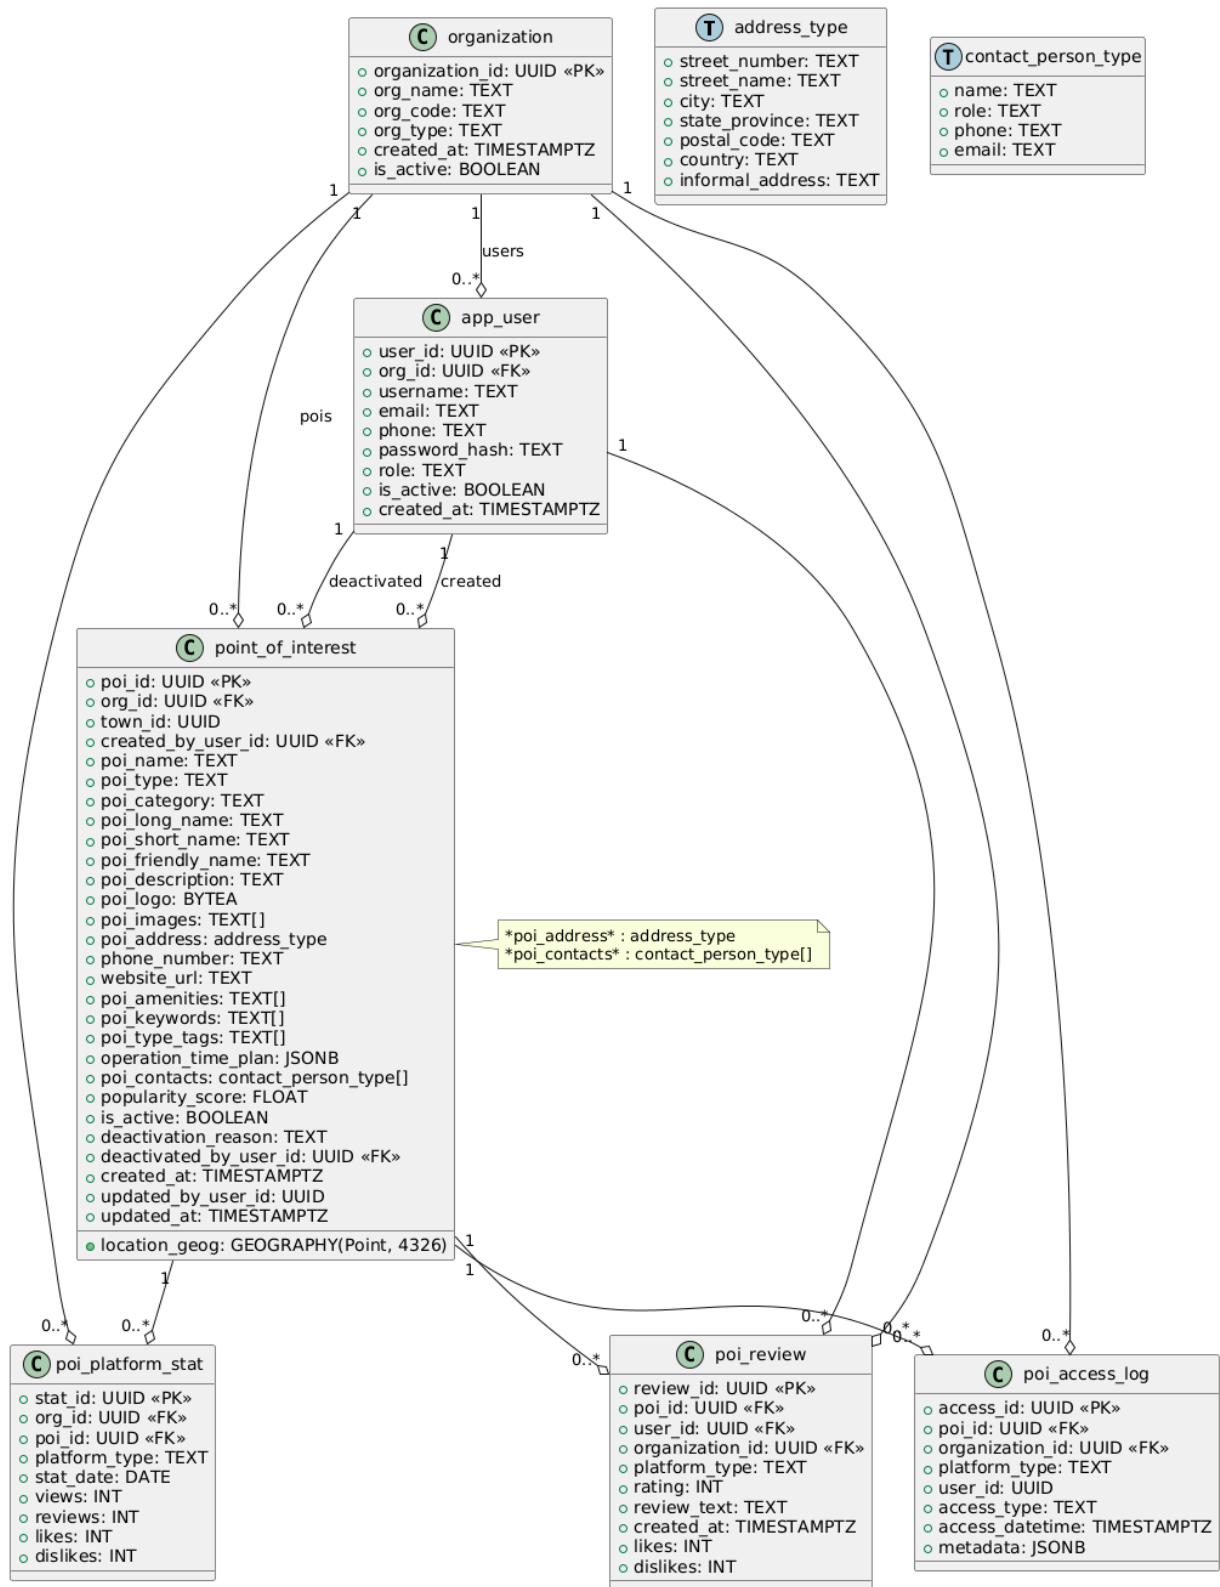 C organization
organization_id: UUID «PK»
org_name: TEXT
org_code: TEXT
org_type: TEXT
created_at: TIMESTAMPTZ
is_active: BOOLEAN
T address_type
street_number: TEXT
street_name: TEXT
city: TEXT
state_province: TEXT
postal_code: TEXT
country: TEXT
informal_address: TEXT
T contact_person_type
name: TEXT
role: TEXT
phone: TEXT
email: TEXT
1
1
1
1
1
users
0..*
C app_user
user_id: UUID «PK»
org_id: UUID «FK»
username: TEXT
email: TEXT
phone: TEXT
password_hash: TEXT
role: TEXT
is_active: BOOLEAN
created_at: TIMESTAMPTZ
pois
1
1
1
deactivated
created
0..*
0..*
0..*
C point_of_interest
poi_id: UUID «PK»
org_id: UUID «FK»
town_id: UUID
created_by_user_id: UUID «FK»
poi_name: TEXT
poi_type: TEXT
poi_category: TEXT
poi_long_name: TEXT
poi_short_name: TEXT
poi_friendly_name: TEXT
poi_description: TEXT
poi_logo: BYTEA
poi_images: TEXT[]
poi_address: address_type
phone_number: TEXT
website_url: TEXT
poi_amenities: TEXT[]
poi_keywords: TEXT[]
poi_type_tags: TEXT[]
operation_time_plan: JSONB
poi_contacts: contact_person_type[]
popularity_score: FLOAT
is_active: BOOLEAN
deactivation_reason: TEXT
deactivated_by_user_id: UUID «FK»
created_at: TIMESTAMPTZ
updated_by_user_id: UUID
updated_at: TIMESTAMPTZ
location_geog: GEOGRAPHY(Point, 4326)
*poi_address* : address_type
*poi_contacts* : contact_person_type[]
1
1
1
0..*
0..*
0..*
0..*
0..*
0..*
0..*
C poi_platform_stat
stat_id: UUID «PK»
org_id: UUID «FK»
poi_id: UUID «FK»
platform_type: TEXT
stat_date: DATE
views: INT
reviews: INT
likes: INT
dislikes: INT
C poi_review
review_id: UUID «PK»
poi_id: UUID «FK»
user_id: UUID «FK»
organization_id: UUID «FK»
platform_type: TEXT
rating: INT
review_text: TEXT
created_at: TIMESTAMPTZ
likes: INT
dislikes: INT
C poi_access_log
access_id: UUID «PK»
poi_id: UUID «FK»
organization_id: UUID «FK»
platform_type: TEXT
user_id: UUID
access_type: TEXT
access_datetime: TIMESTAMPTZ
metadata: JSONB